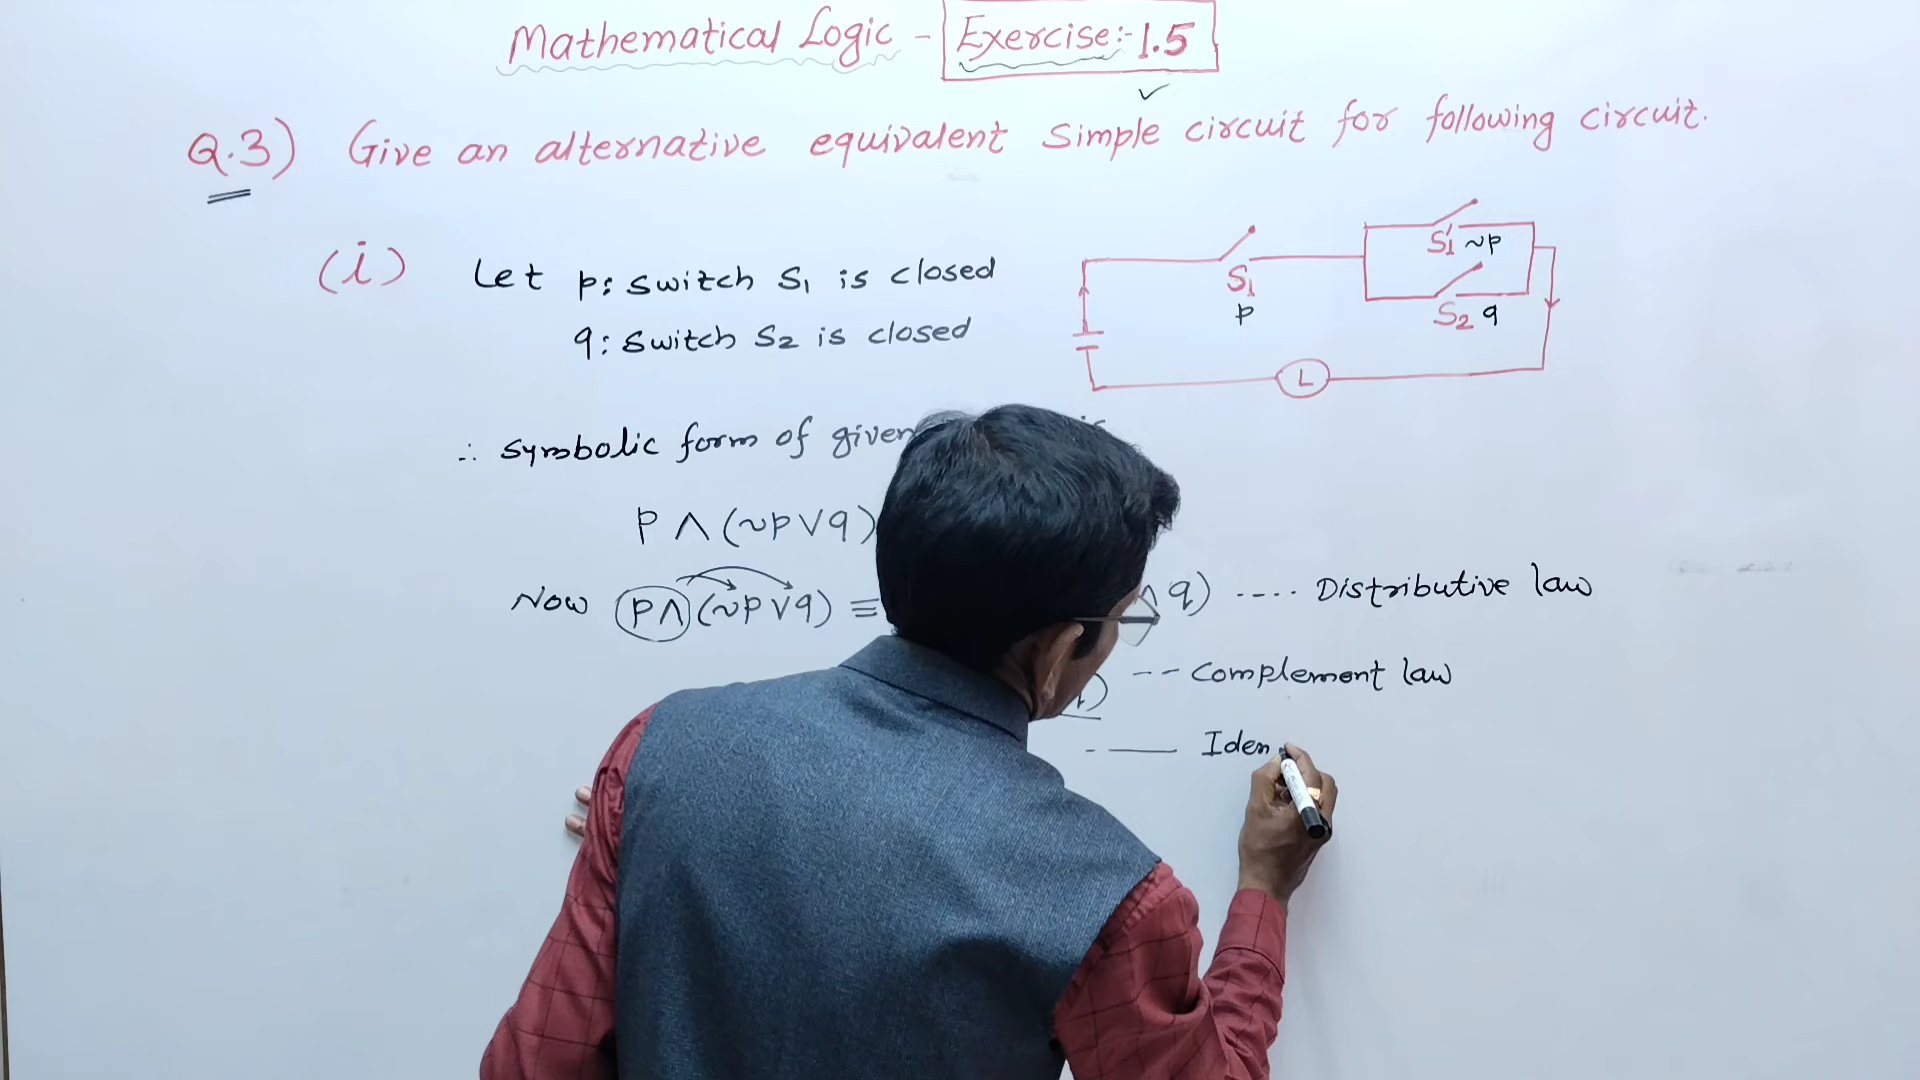 Mathematical Logic - Exercise:- 1.5
Q.3) Give an alternative equivalent simple circuit for following circuit.
(i) Let p: switch S₁ is closed
q: switch S₂ is closed
S₁
p
S₁' ~p
S₂ q
L
∴ symbolic form of given
p ∧ (~p ∨ q)
Now p ∧ (~p ∨ q) ≡ ∧ q) .... Distributive law
-- Complement law
-—— Iden